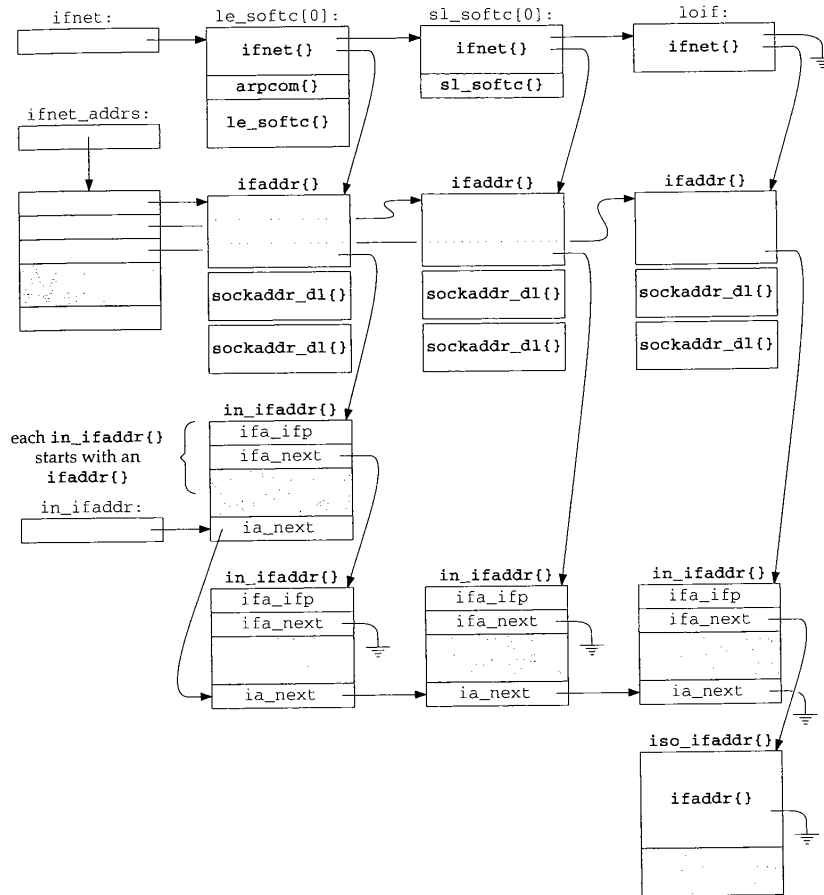 ifnet:
le_softc[0]:
sl_softc[0]:
loif:
ifnet{}
ifnet{}
ifnet{}
arpcom{}
sl_softc{}
le_softc{}
ifnet_addrs:
ifaddr{}
ifaddr{}
ifaddr{}
sockaddr_dl{}
sockaddr_dl{}
sockaddr_dl{}
sockaddr_dl{}
sockaddr_dl{}
sockaddr_dl{}
in_ifaddr{}
ifa_ifp
ifa_next
each in_ifaddr{}
starts with an
ifaddr{}
in_ifaddr:
ia_next
in_ifaddr{}
in_ifaddr{}
in_ifaddr{}
ifa_ifp
ifa_ifp
ifa_ifp
ifa_next
ifa_next
ifa_next
ia_next
ia_next
ia_next
iso_ifaddr{}
ifaddr{}